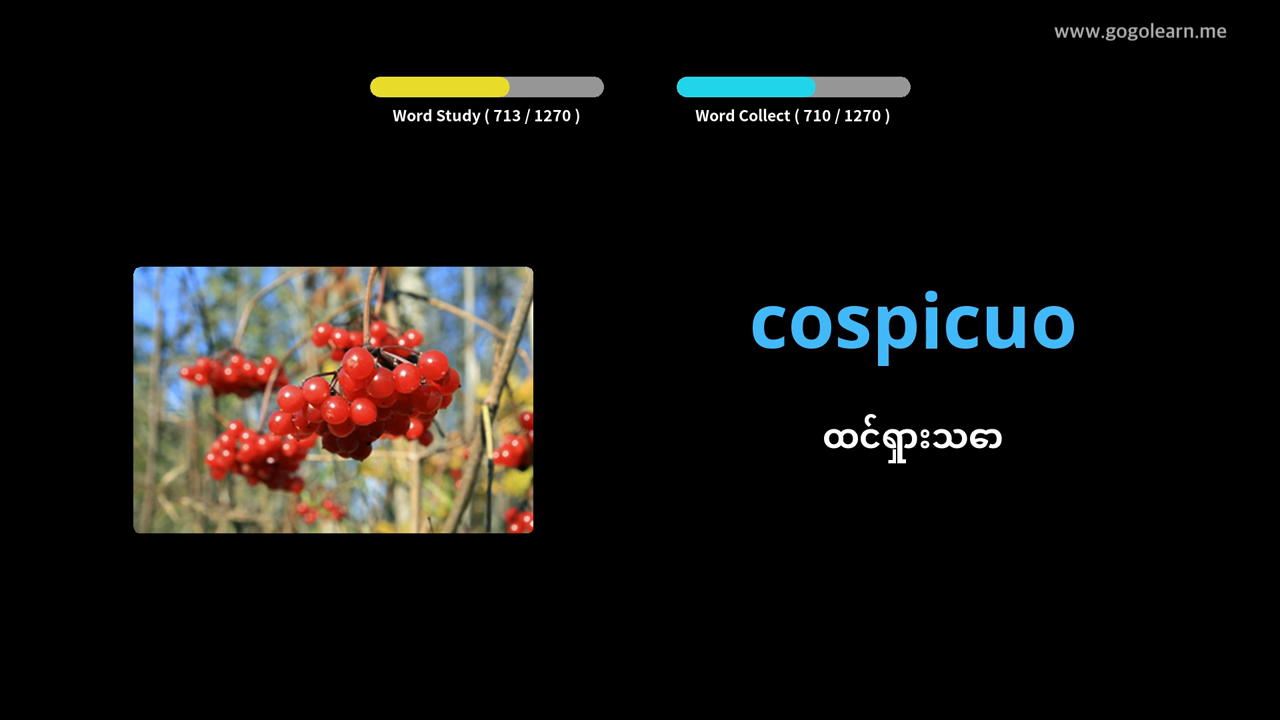 www.gogolearn.me
Word Study ( 713 / 1270 )
Word Collect ( 710 / 1270 )
cospicuo
ထင်ရှားသော